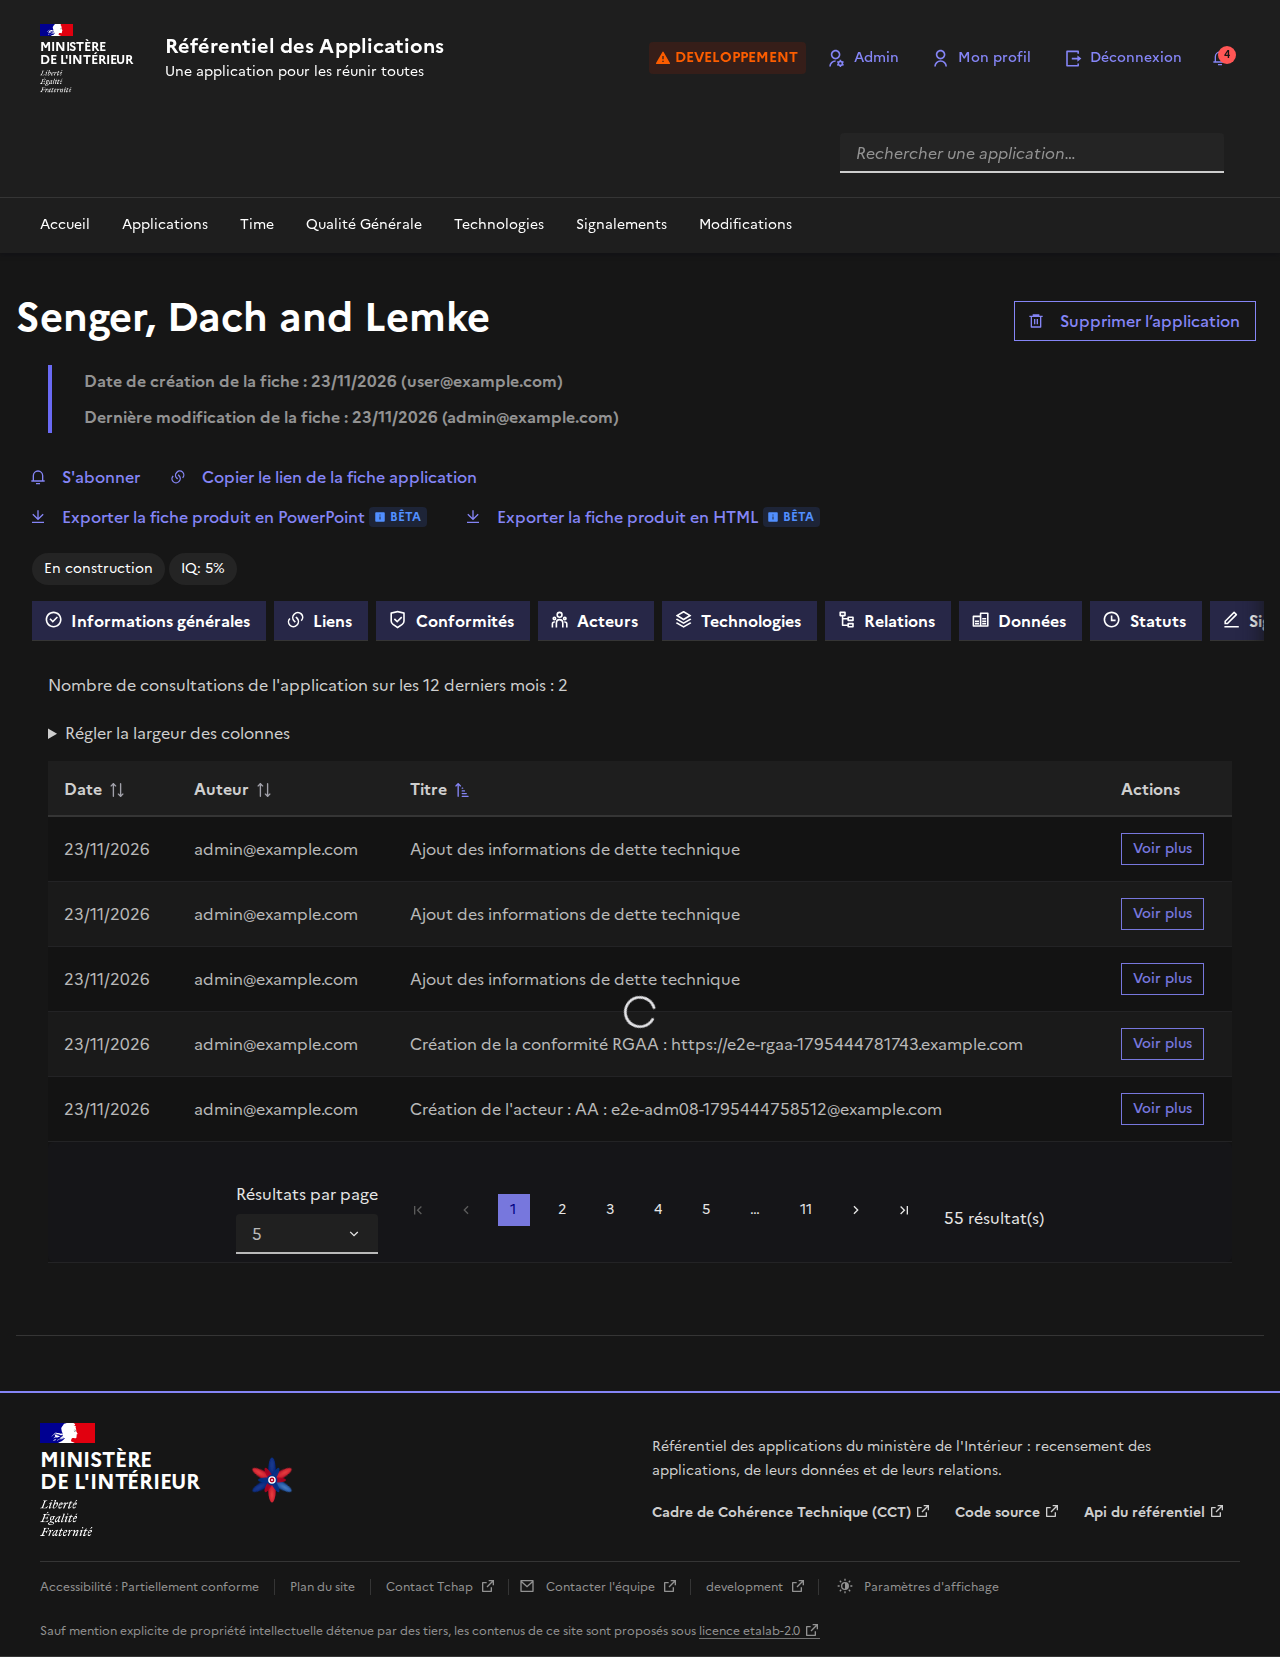 MINISTÈRE
DE L'INTÉRIEUR
Liberté
Égalité
Fraternité
Référentiel des Applications
Une application pour les réunir toutes
DEVELOPPEMENT
Admin
Mon profil
Déconnexion
4
Rechercher une application...
Accueil
Applications
Time
Qualité Générale
Technologies
Signalements
Modifications
Senger, Dach and Lemke
Supprimer l’application
Date de création de la fiche : 23/11/2026 (user@example.com)
Dernière modification de la fiche : 23/11/2026 (admin@example.com)
S'abonner
Copier le lien de la fiche application
Exporter la fiche produit en PowerPoint BÊTA
Exporter la fiche produit en HTML BÊTA
En construction
IQ: 5%
Informations générales
Liens
Conformités
Acteurs
Technologies
Relations
Données
Statuts
Nombre de consultations de l'application sur les 12 derniers mois : 2
Régler la largeur des colonnes
Date Auteur Titre Actions
23/11/2026 admin@example.com Ajout des informations de dette technique Voir plus
23/11/2026 admin@example.com Ajout des informations de dette technique Voir plus
23/11/2026 admin@example.com Ajout des informations de dette technique Voir plus
23/11/2026 admin@example.com Création de la conformité RGAA : https://e2e-rgaa-1795444781743.example.com Voir plus
23/11/2026 admin@example.com Création de l'acteur : AA : e2e-adm08-1795444758512@example.com Voir plus
Résultats par page
5
1 2 3 4 5 … 11
55 résultat(s)
MINISTÈRE
DE L'INTÉRIEUR
Liberté
Égalité
Fraternité
Référentiel des applications du ministère de l'Intérieur : recensement des
applications, de leurs données et de leurs relations.
Cadre de Cohérence Technique (CCT)
Code source
Api du référentiel
Accessibilité : Partiellement conforme
Plan du site
Contact Tchap
Contacter l'équipe
development
Paramètres d'affichage
Sauf mention explicite de propriété intellectuelle détenue par des tiers, les contenus de ce site sont proposés sous licence etalab-2.0